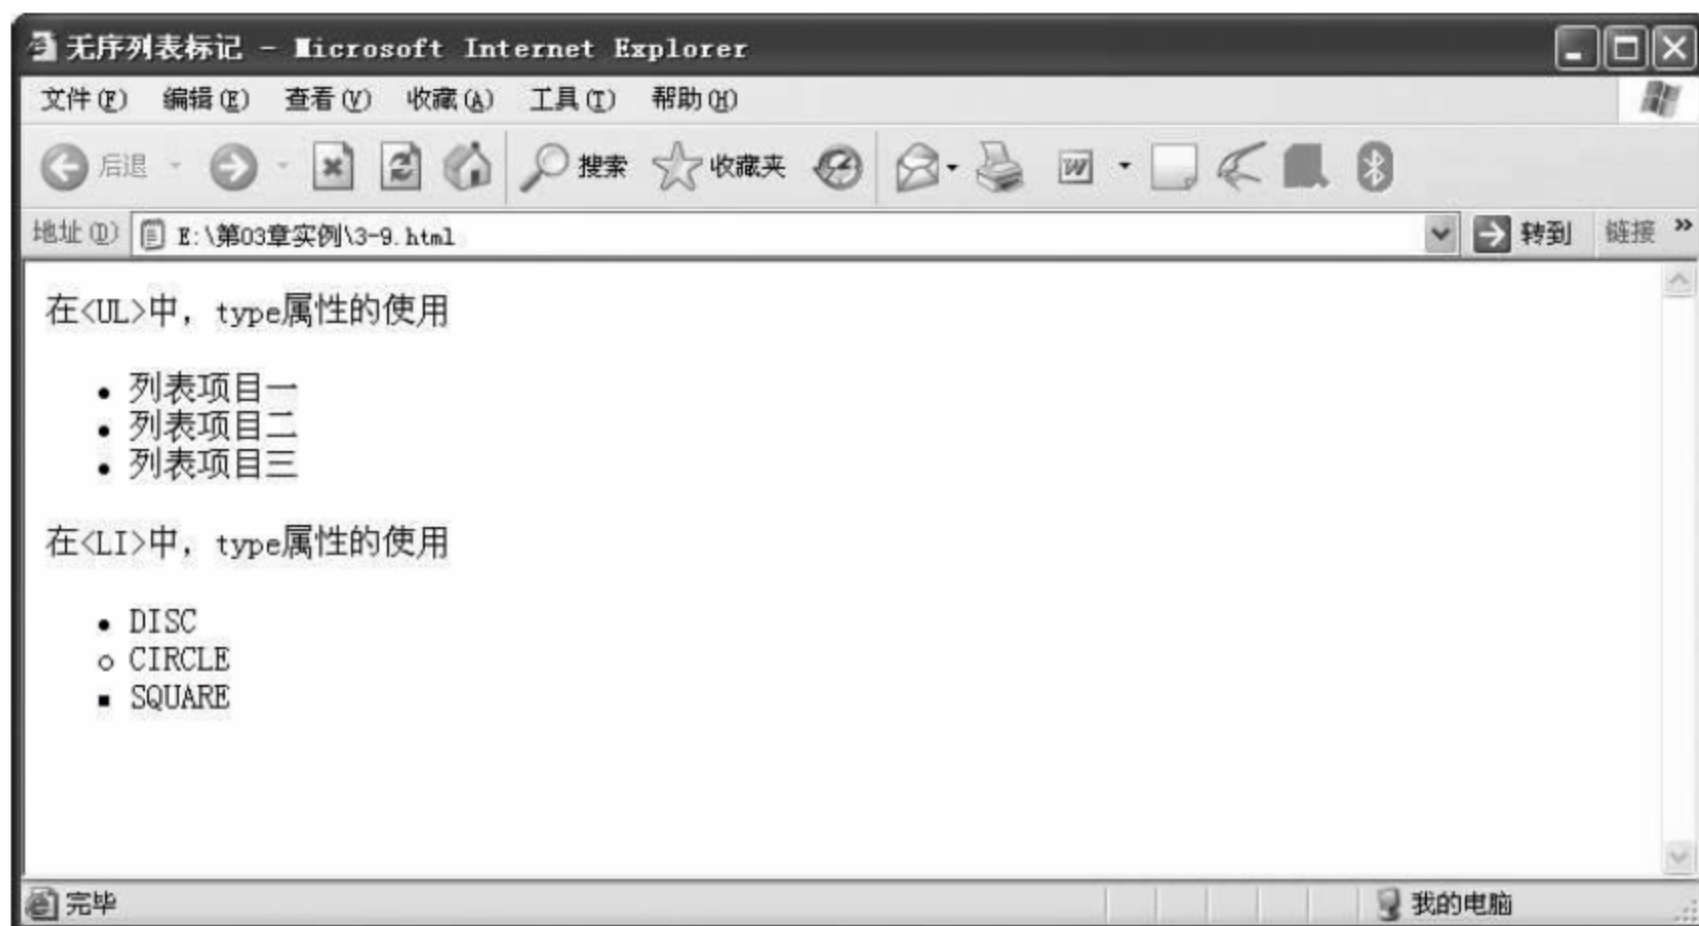 无序列表标记 - Microsoft Internet Explorer
文件(F) 编辑(E) 查看(V) 收藏(A) 工具(T) 帮助(H)
后退 搜索 收藏夹 W
地址(D) E:\第03章实例\3-9.html 转到 链接 »
在<UL>中，type属性的使用
• 列表项目一
• 列表项目二
• 列表项目三
在<LI>中，type属性的使用
• DISC
○ CIRCLE
▪ SQUARE
完毕 我的电脑